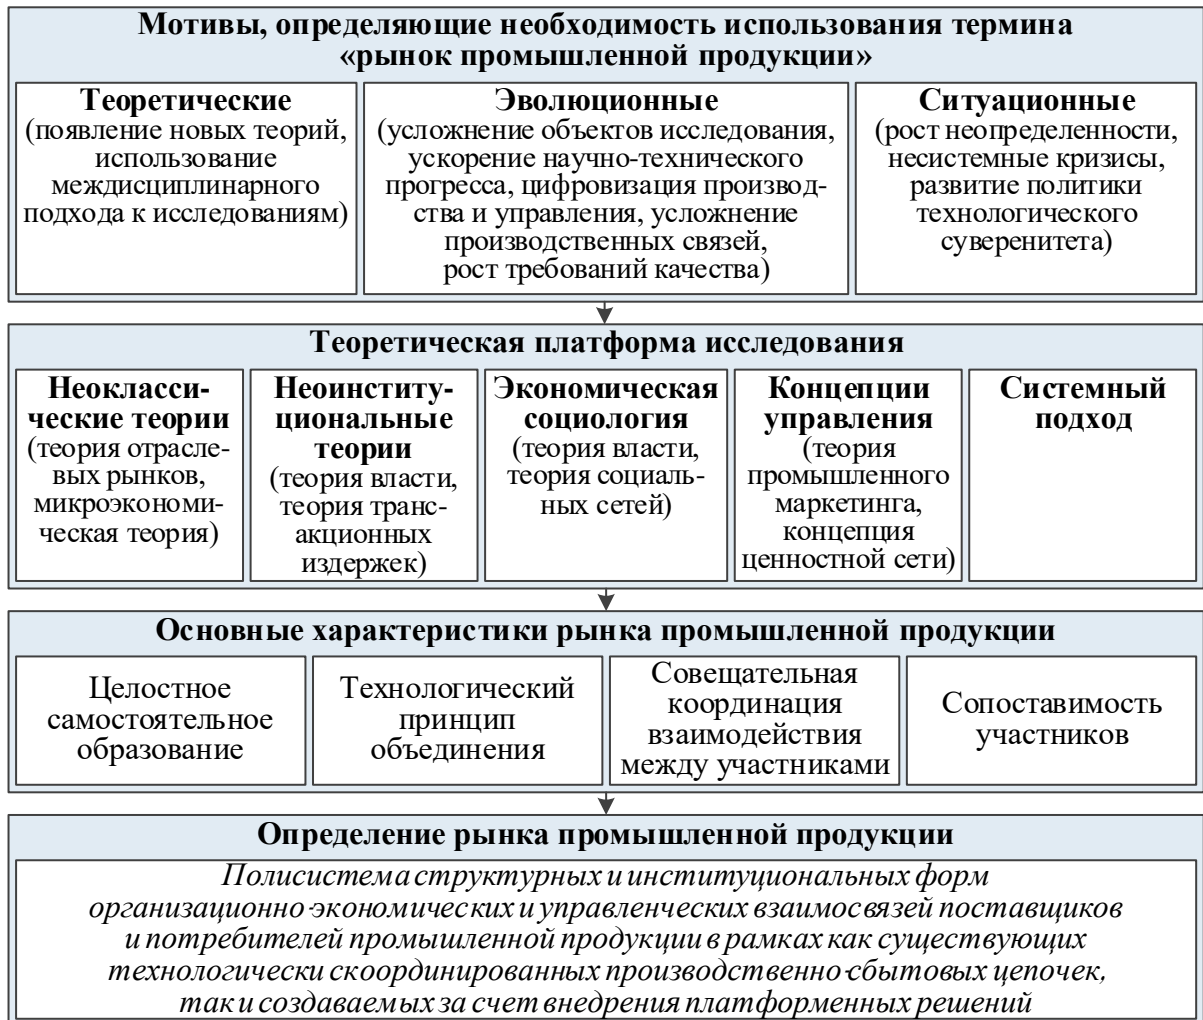 Мотивы, определяющие необходимость использования термина
«рынок промышленной продукции»
Теоретические
(появление новых теорий,
использование
междисциплинарного
подхода к исследованиям)
Эволюционные
(усложнение объектов исследования,
ускорение научно-технического
прогресса, цифровизация производ-
ства и управления, усложнение
производственных связей,
рост требований качества)
Ситуационные
(рост неопределенности,
несистемные кризисы,
развитие политики
технологического
суверенитета)
Теоретическая платформа исследования
Неокласси-
ческие теории
(теория отрасле-
вых рынков,
микроэкономи-
ческая теория)
Неоинститу-
циональные
теории
(теория власти,
теория транс-
акционных
издержек)
Экономическая
социология
(теория власти,
теория социаль-
ных сетей)
Концепции
управления
(теория
промышленного
маркетинга,
концепция
ценностной сети)
Системный
подход
Основные характеристики рынка промышленной продукции
Целостное
самостоятельное
образование
Технологический
принцип
объединения
Совещательная
координация
взаимодействия
между участниками
Сопоставимость
участников
Определение рынка промышленной продукции
Полисистема структурных и институциональных форм
организационно-экономических и управленческих взаимосвязей поставщиков
и потребителей промышленной продукции в рамках как существующих
технологически скоординированных производственно-сбытовых цепочек,
так и создаваемых за счет внедрения платформенных решений